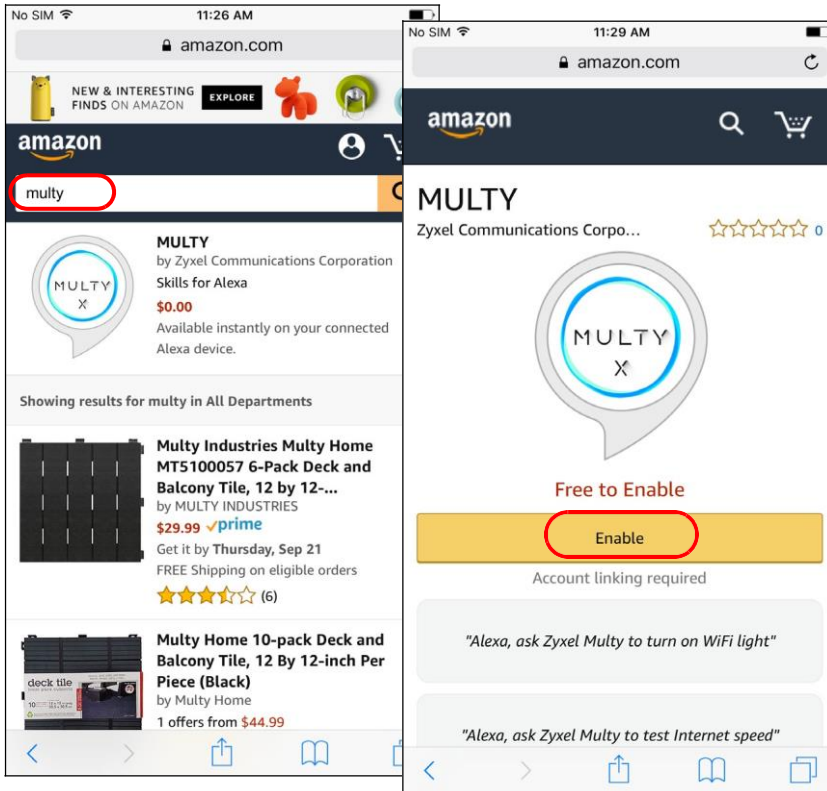 No SIM 11:26 AM
amazon.com
NEW & INTERESTING
FINDS ON AMAZON
EXPLORE
amazon
multy
MULTY
X
MULTY
by Zyxel Communications Corporation
Skills for Alexa
$0.00
Available instantly on your connected
Alexa device.
Showing results for multy in All Departments
Multy Industries Multy Home
MT5100057 6-Pack Deck and
Balcony Tile, 12 by 12-...
by MULTY INDUSTRIES
$29.99 prime
Get it by Thursday, Sep 21
FREE Shipping on eligible orders
(6)
deck tile
10
Multy Home 10-pack Deck and
Balcony Tile, 12 By 12-inch Per
Piece (Black)
by Multy Home
1 offers from $44.99
No SIM 11:29 AM
amazon.com
amazon
MULTY
Zyxel Communications Corpo... 0
MULTY
X
Free to Enable
Enable
Account linking required
"Alexa, ask Zyxel Multy to turn on WiFi light"
"Alexa, ask Zyxel Multy to test Internet speed"